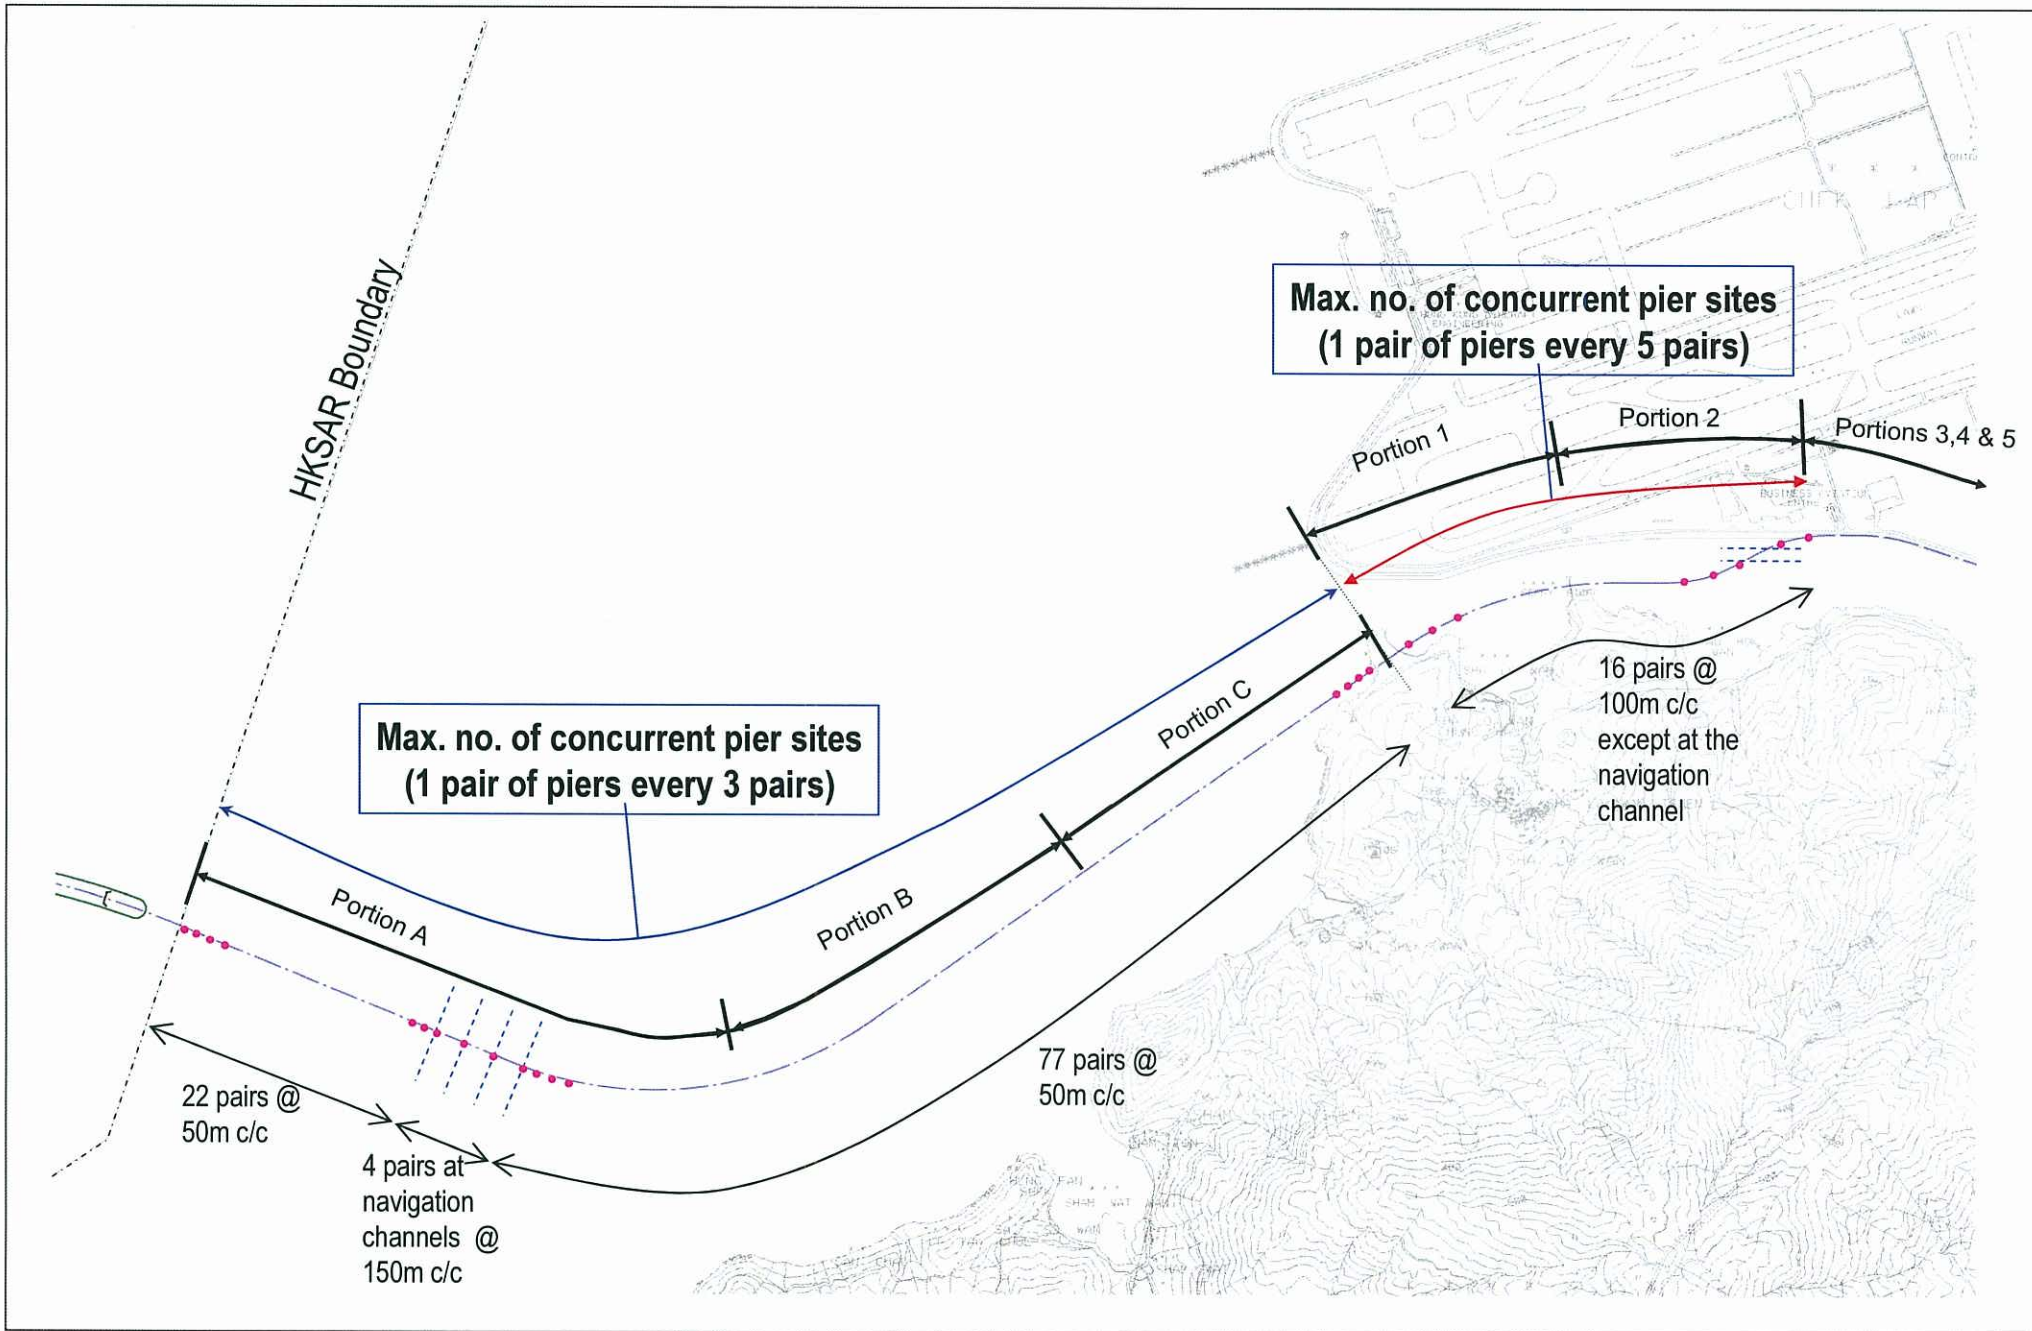 HKSAR Boundary
Max. no. of concurrent pier sites
(1 pair of piers every 5 pairs)
Portion 1
Portion 2
Portions 3,4 & 5
Max. no. of concurrent pier sites
(1 pair of piers every 3 pairs)
Portion A
Portion B
Portion C
16 pairs @
100m c/c
except at the
navigation
channel
77 pairs @
50m c/c
22 pairs @
50m c/c
4 pairs at
navigation
channels @
150m c/c
SHAM WAT